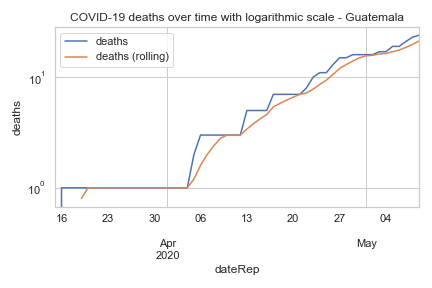 COVID-19 deaths over time with logarithmic scale - Guatemala
deaths
deaths (rolling)
10¹
10⁰
deaths
16 23 30 06 13 20 27 04
Apr May
2020
dateRep